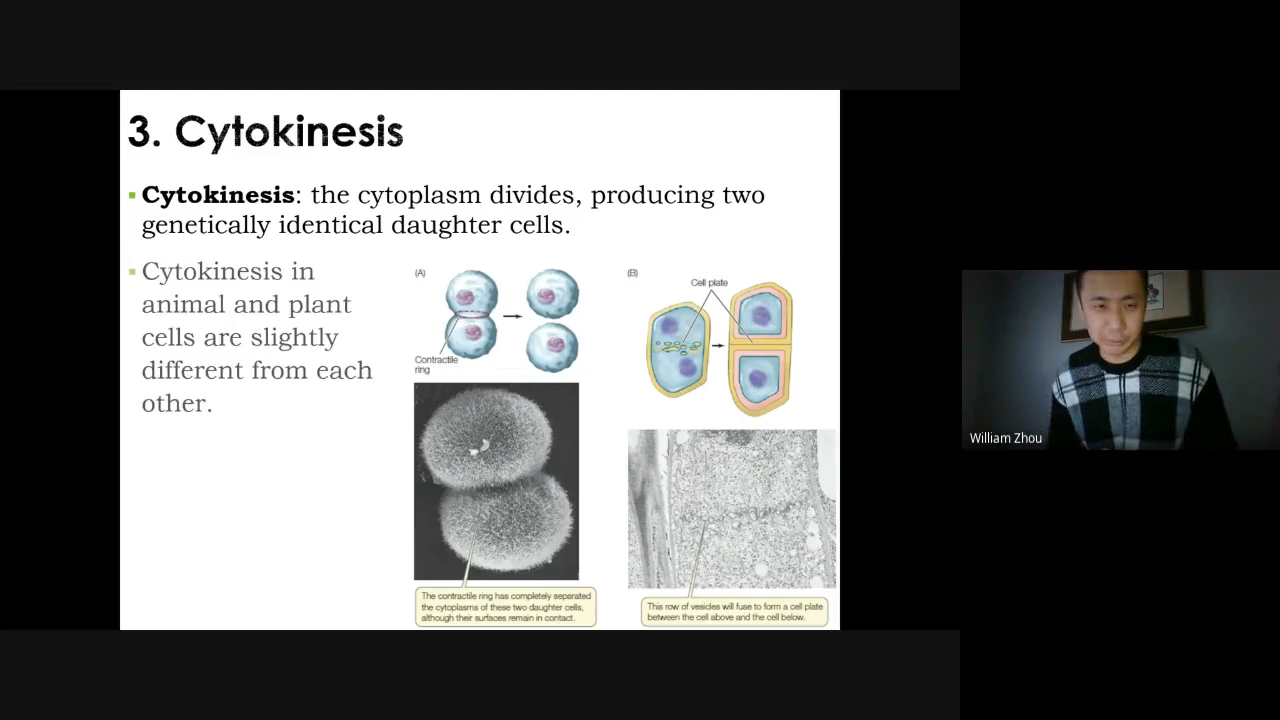 3. Cytokinesis
▪ Cytokinesis: the cytoplasm divides, producing two
genetically identical daughter cells.
▪ Cytokinesis in
animal and plant
cells are slightly
different from each
other.
(A)
Contractile
ring
The contractile ring has completely separated
the cytoplasms of these two daughter cells,
although their surfaces remain in contact.
(B)
Cell plate
This row of vesicles will fuse to form a cell plate
between the cell above and the cell below.
William Zhou